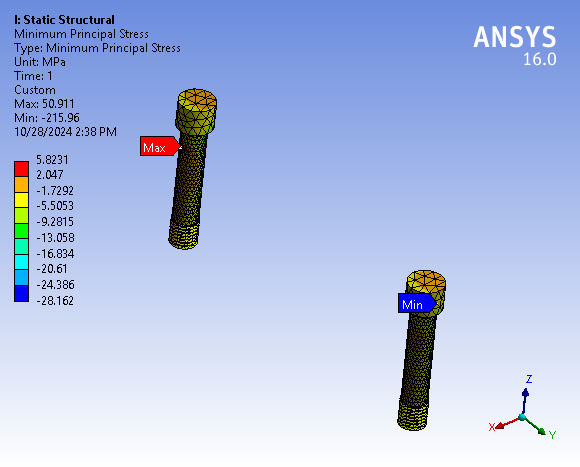 I: Static Structural
Minimum Principal Stress
Type: Minimum Principal Stress
Unit: MPa
Time: 1
Custom
Max: 50.911
Min: -215.96
10/28/2024 2:38 PM
ANSYS
16.0
Max
5.8231
2.047
-1.7292
-5.5053
-9.2815
-13.058
-16.834
-20.61
-24.386
-28.162
Min
Z
X
Y